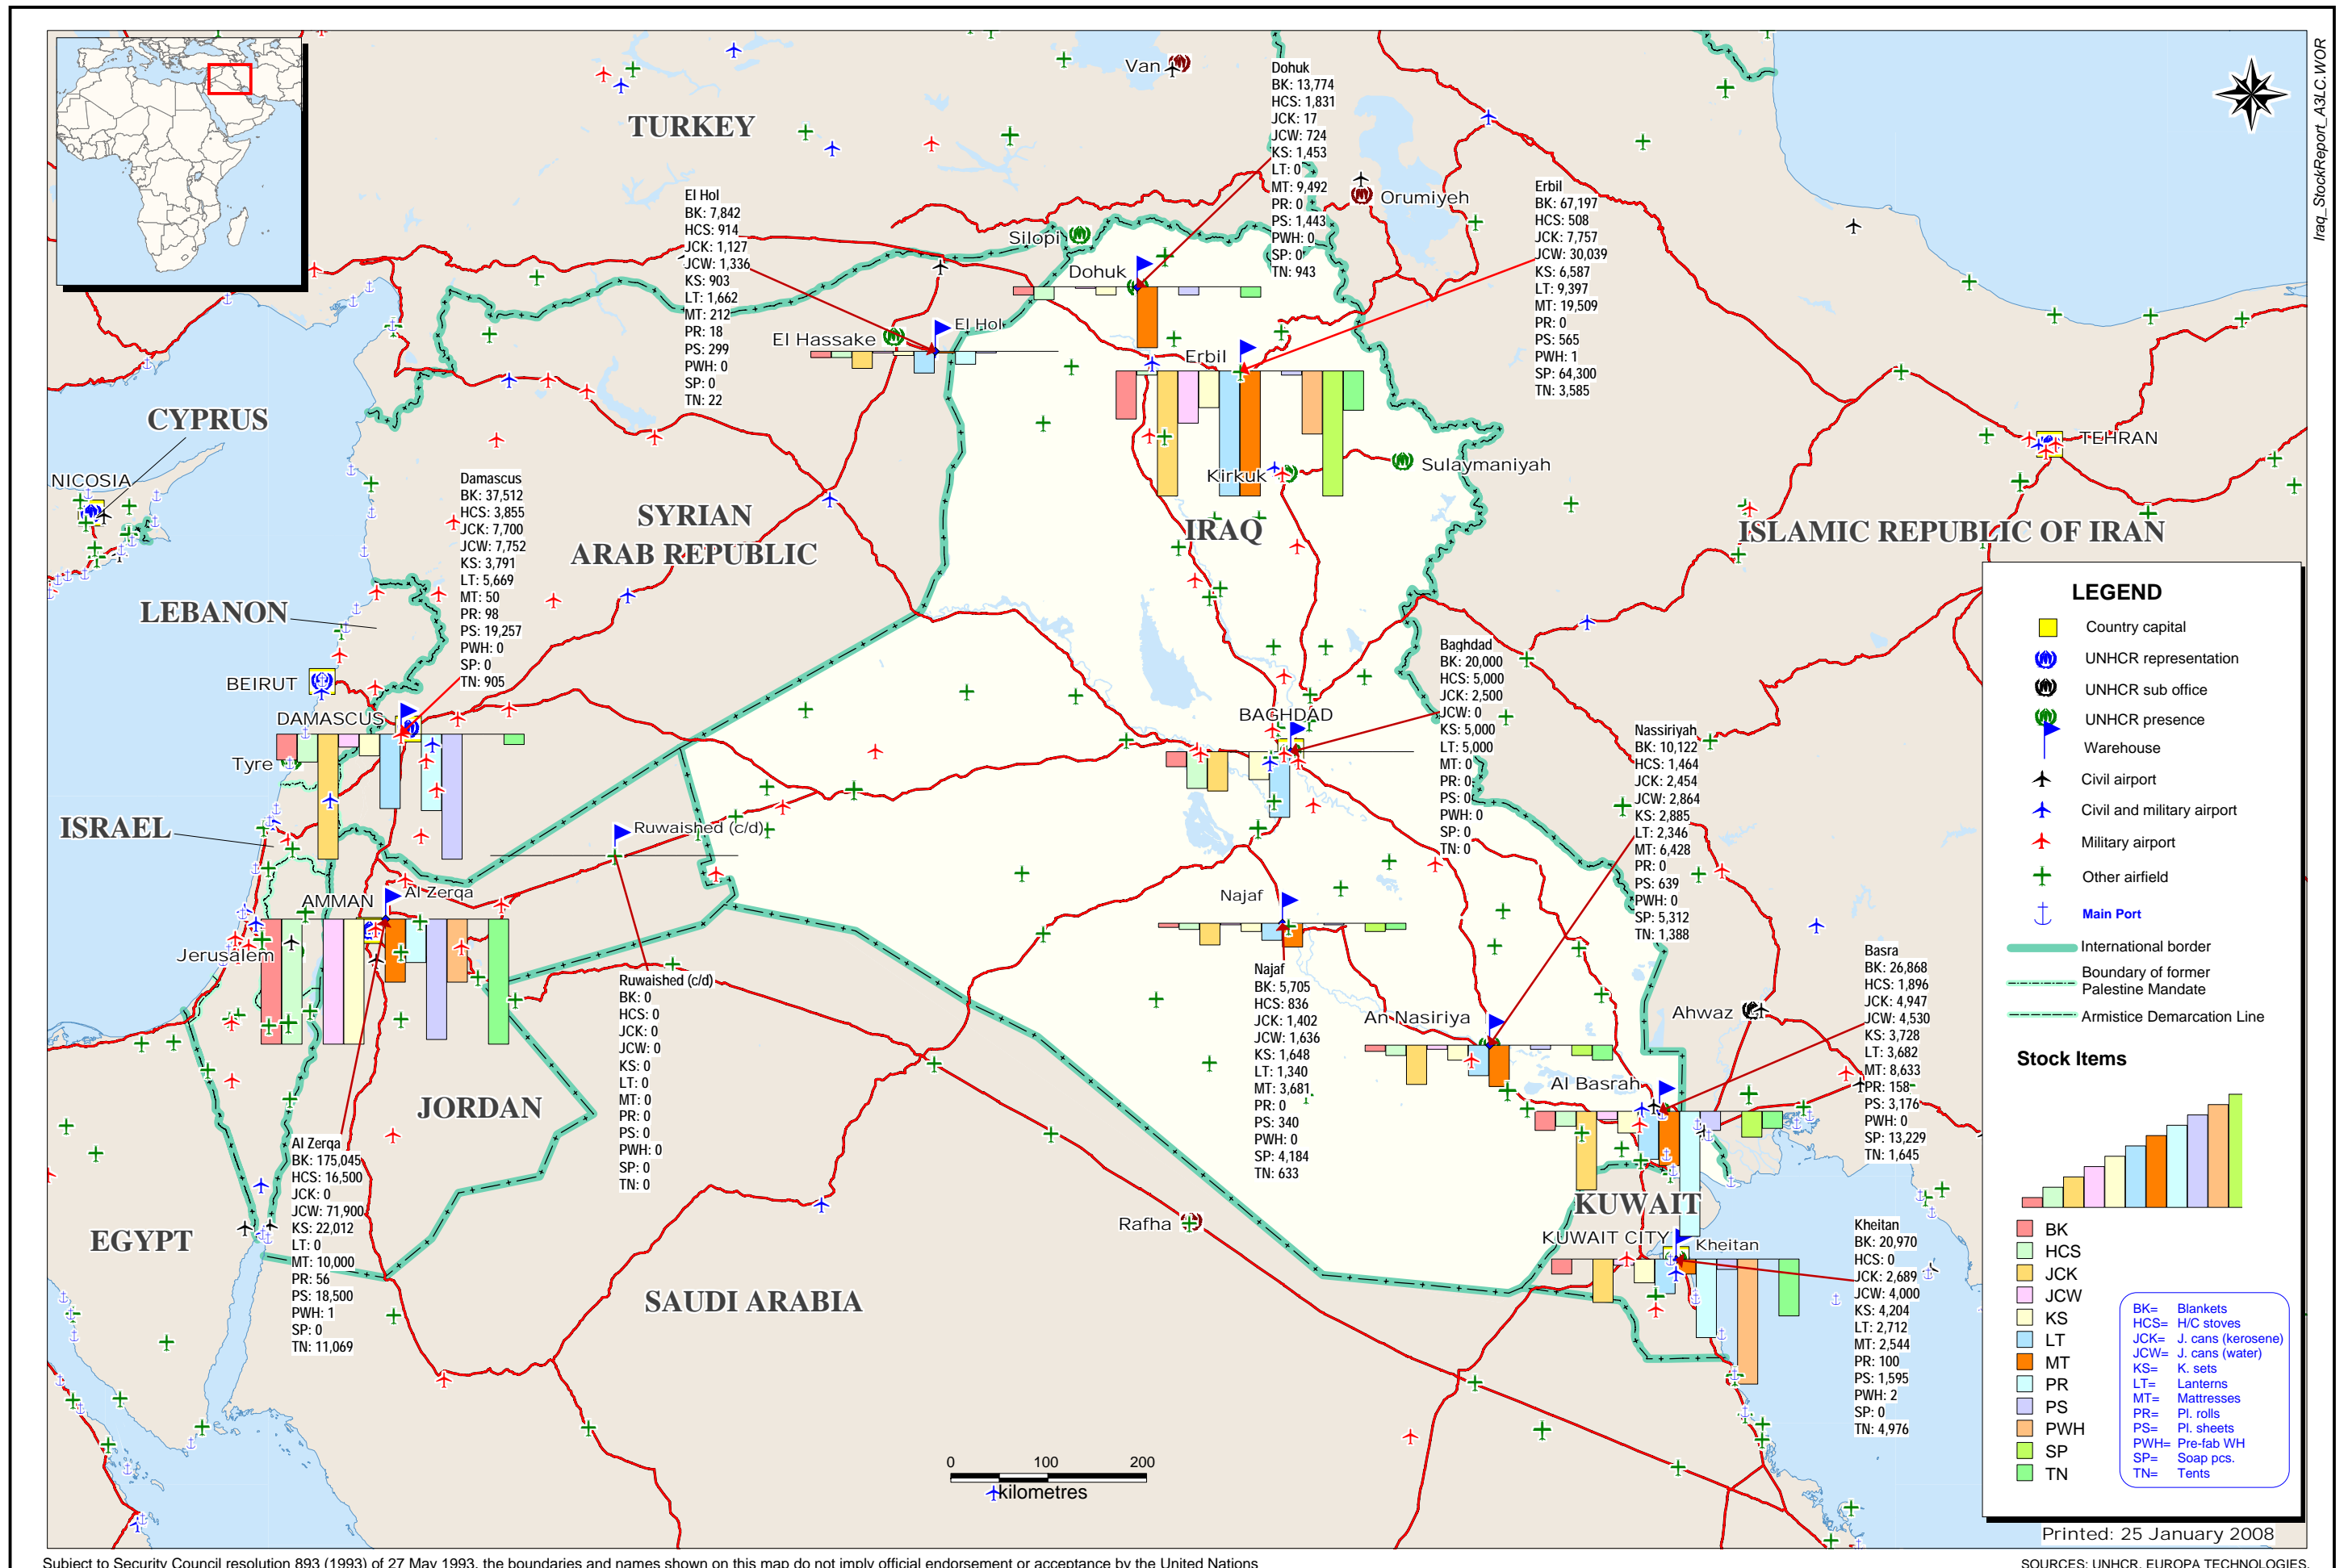 Iraq_StockReport_A3LC.WOR
Van
TURKEY
Dohuk
BK: 13,774
HCS: 1,831
JCK: 17
JCW: 724
KS: 1,453
LT: 0
MT: 9,492
PR: 0
PS: 1,443
PWH: 0
SP: 0
TN: 943
El Hol
BK: 7,842
HCS: 914
JCK: 1,127
JCW: 1,336
KS: 903
LT: 1,662
MT: 212
PR: 18
PS: 299
PWH: 0
SP: 0
TN: 22
Erbil
BK: 67,197
HCS: 508
JCK: 7,757
JCW: 30,039
KS: 6,587
LT: 9,397
MT: 19,509
PR: 0
PS: 565
PWH: 1
SP: 64,300
TN: 3,585
Orumiyeh
Silopi
Dohuk
El Hol
El Hassake
Erbil
CYPRUS
NICOSIA
Kirkuk
Sulaymaniyah
TEHRAN
Damascus
BK: 37,512
HCS: 3,855
JCK: 7,700
JCW: 7,752
KS: 3,791
LT: 5,669
MT: 50
PR: 98
PS: 19,257
PWH: 0
SP: 0
TN: 905
SYRIAN
ARAB REPUBLIC
IRAQ
ISLAMIC REPUBLIC OF IRAN
LEBANON
BEIRUT
DAMASCUS
Tyre
BAGHDAD
Baghdad
BK: 20,000
HCS: 5,000
JCK: 2,500
JCW: 0
KS: 5,000
LT: 5,000
MT: 0
PR: 0
PS: 0
PWH: 0
SP: 0
TN: 0
Nassiriyah
BK: 10,122
HCS: 1,464
JCK: 2,454
JCW: 2,864
KS: 2,885
LT: 2,346
MT: 6,428
PR: 0
PS: 639
PWH: 0
SP: 5,312
TN: 1,388
ISRAEL
Ruwaished (c/d)
AMMAN
Al Zerqa
Jerusalem
Najaf
Ruwaished (c/d)
BK: 0
HCS: 0
JCK: 0
JCW: 0
KS: 0
LT: 0
MT: 0
PR: 0
PS: 0
PWH: 0
SP: 0
TN: 0
Najaf
BK: 5,705
HCS: 836
JCK: 1,402
JCW: 1,636
KS: 1,648
LT: 1,340
MT: 3,681
PR: 0
PS: 340
PWH: 0
SP: 4,184
TN: 633
An Nasiriya
Ahwaz
Al Basrah
Basra
BK: 26,868
HCS: 1,896
JCK: 4,947
JCW: 4,530
KS: 3,728
LT: 3,682
MT: 8,633
PR: 158
PS: 3,176
PWH: 0
SP: 13,229
TN: 1,645
JORDAN
Al Zerqa
BK: 175,045
HCS: 16,500
JCK: 0
JCW: 71,900
KS: 22,012
LT: 0
MT: 10,000
PR: 56
PS: 18,500
PWH: 1
SP: 0
TN: 11,069
EGYPT
SAUDI ARABIA
Rafha
KUWAIT
KUWAIT CITY
Kheitan
Kheitan
BK: 20,970
HCS: 0
JCK: 2,689
JCW: 4,000
KS: 4,204
LT: 2,712
MT: 2,544
PR: 100
PS: 1,595
PWH: 2
SP: 0
TN: 4,976
0 100 200
kilometres
LEGEND
Country capital
UNHCR representation
UNHCR sub office
UNHCR presence
Warehouse
Civil airport
Civil and military airport
Military airport
Other airfield
Main Port
International border
Boundary of former
Palestine Mandate
Armistice Demarcation Line
Stock Items
BK
HCS
JCK
JCW
KS
LT
MT
PR
PS
PWH
SP
TN
BK= Blankets
HCS= H/C stoves
JCK= J. cans (kerosene)
JCW= J. cans (water)
KS= K. sets
LT= Lanterns
MT= Mattresses
PR= Pl. rolls
PS= Pl. sheets
PWH= Pre-fab WH
SP= Soap pcs.
TN= Tents
Printed: 25 January 2008
Subject to Security Council resolution 893 (1993) of 27 May 1993, the boundaries and names shown on this map do not imply official endorsement or acceptance by the United Nations
SOURCES: UNHCR, EUROPA TECHNOLOGIES.